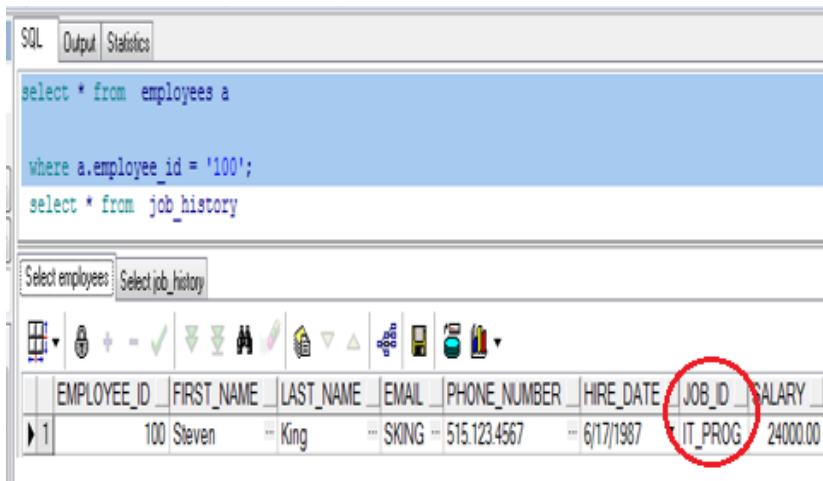 SQL Output Statistics
select * from employees a
where a.employee_id = '100';
select * from job_history
Select employees Select job_history
EMPLOYEE_ID FIRST_NAME LAST_NAME EMAIL PHONE_NUMBER HIRE_DATE JOB_ID SALARY
1 100 Steven King SKING 515.123.4567 6/17/1987 IT_PROG 24000.00